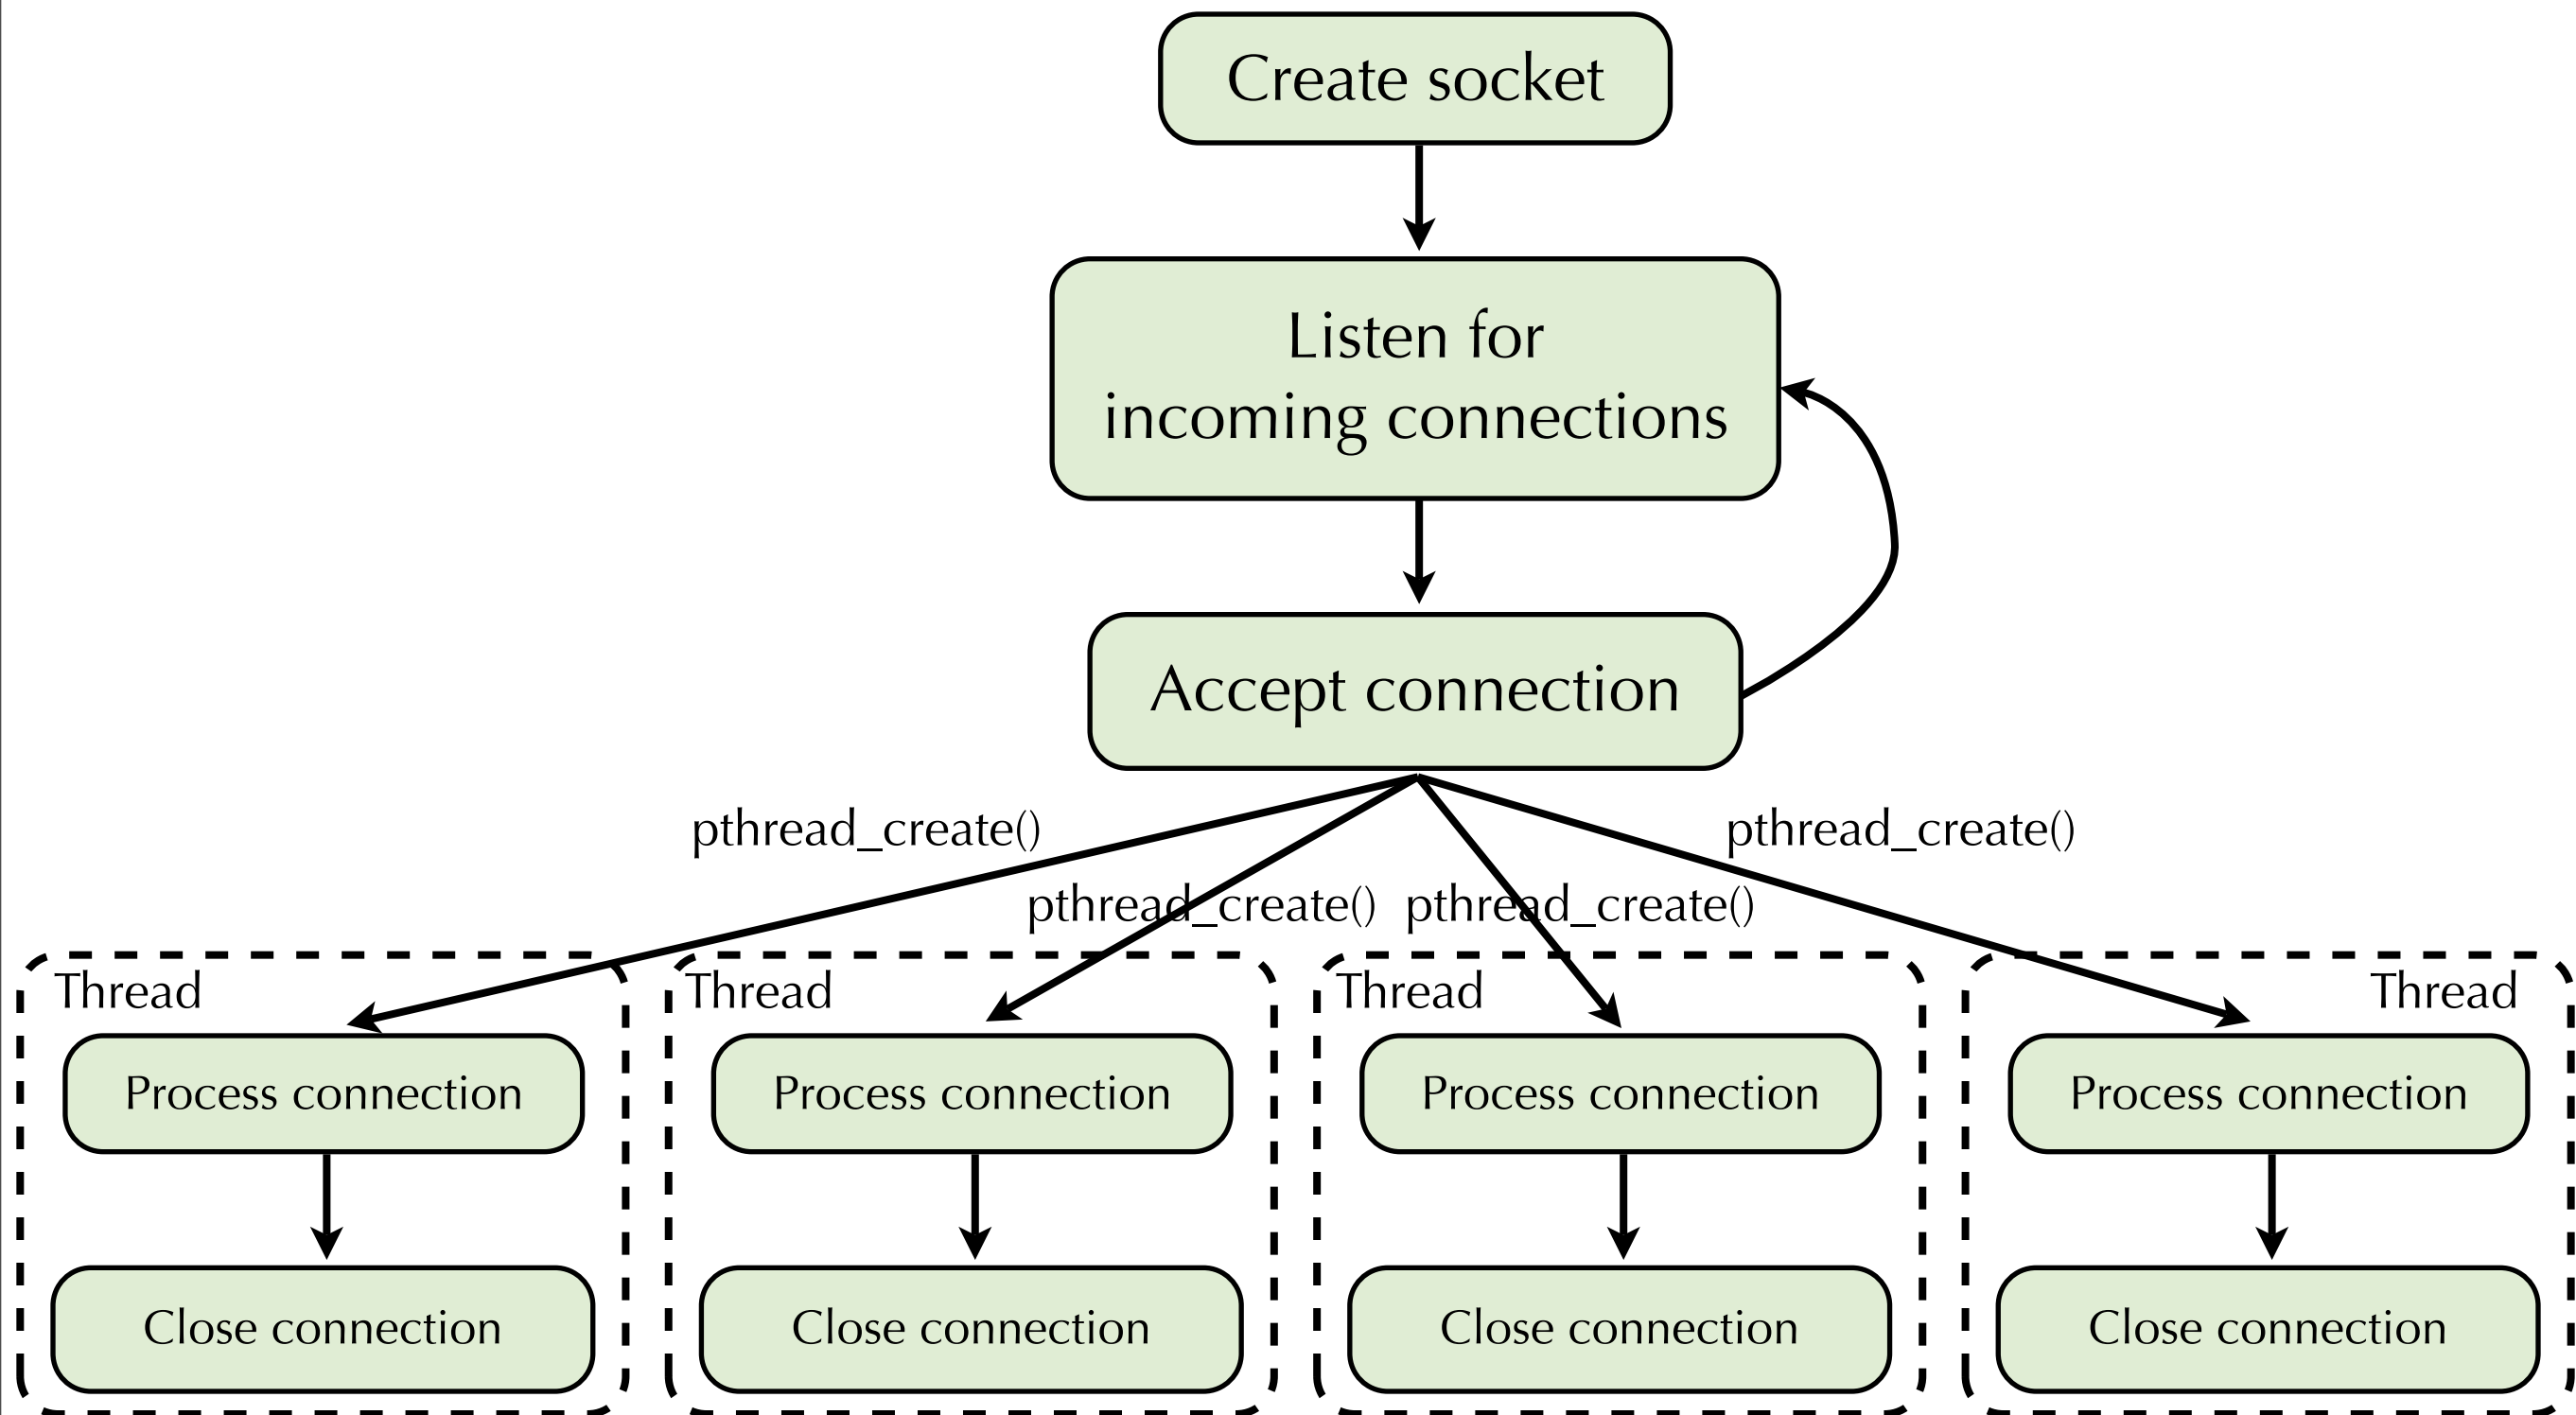 Create socket
Listen for
incoming connections
Accept connection
pthread_create()
pthread_create()
pthread_create()
pthread_create()
Thread
Thread
Thread
Thread
Process connection
Process connection
Process connection
Process connection
Close connection
Close connection
Close connection
Close connection